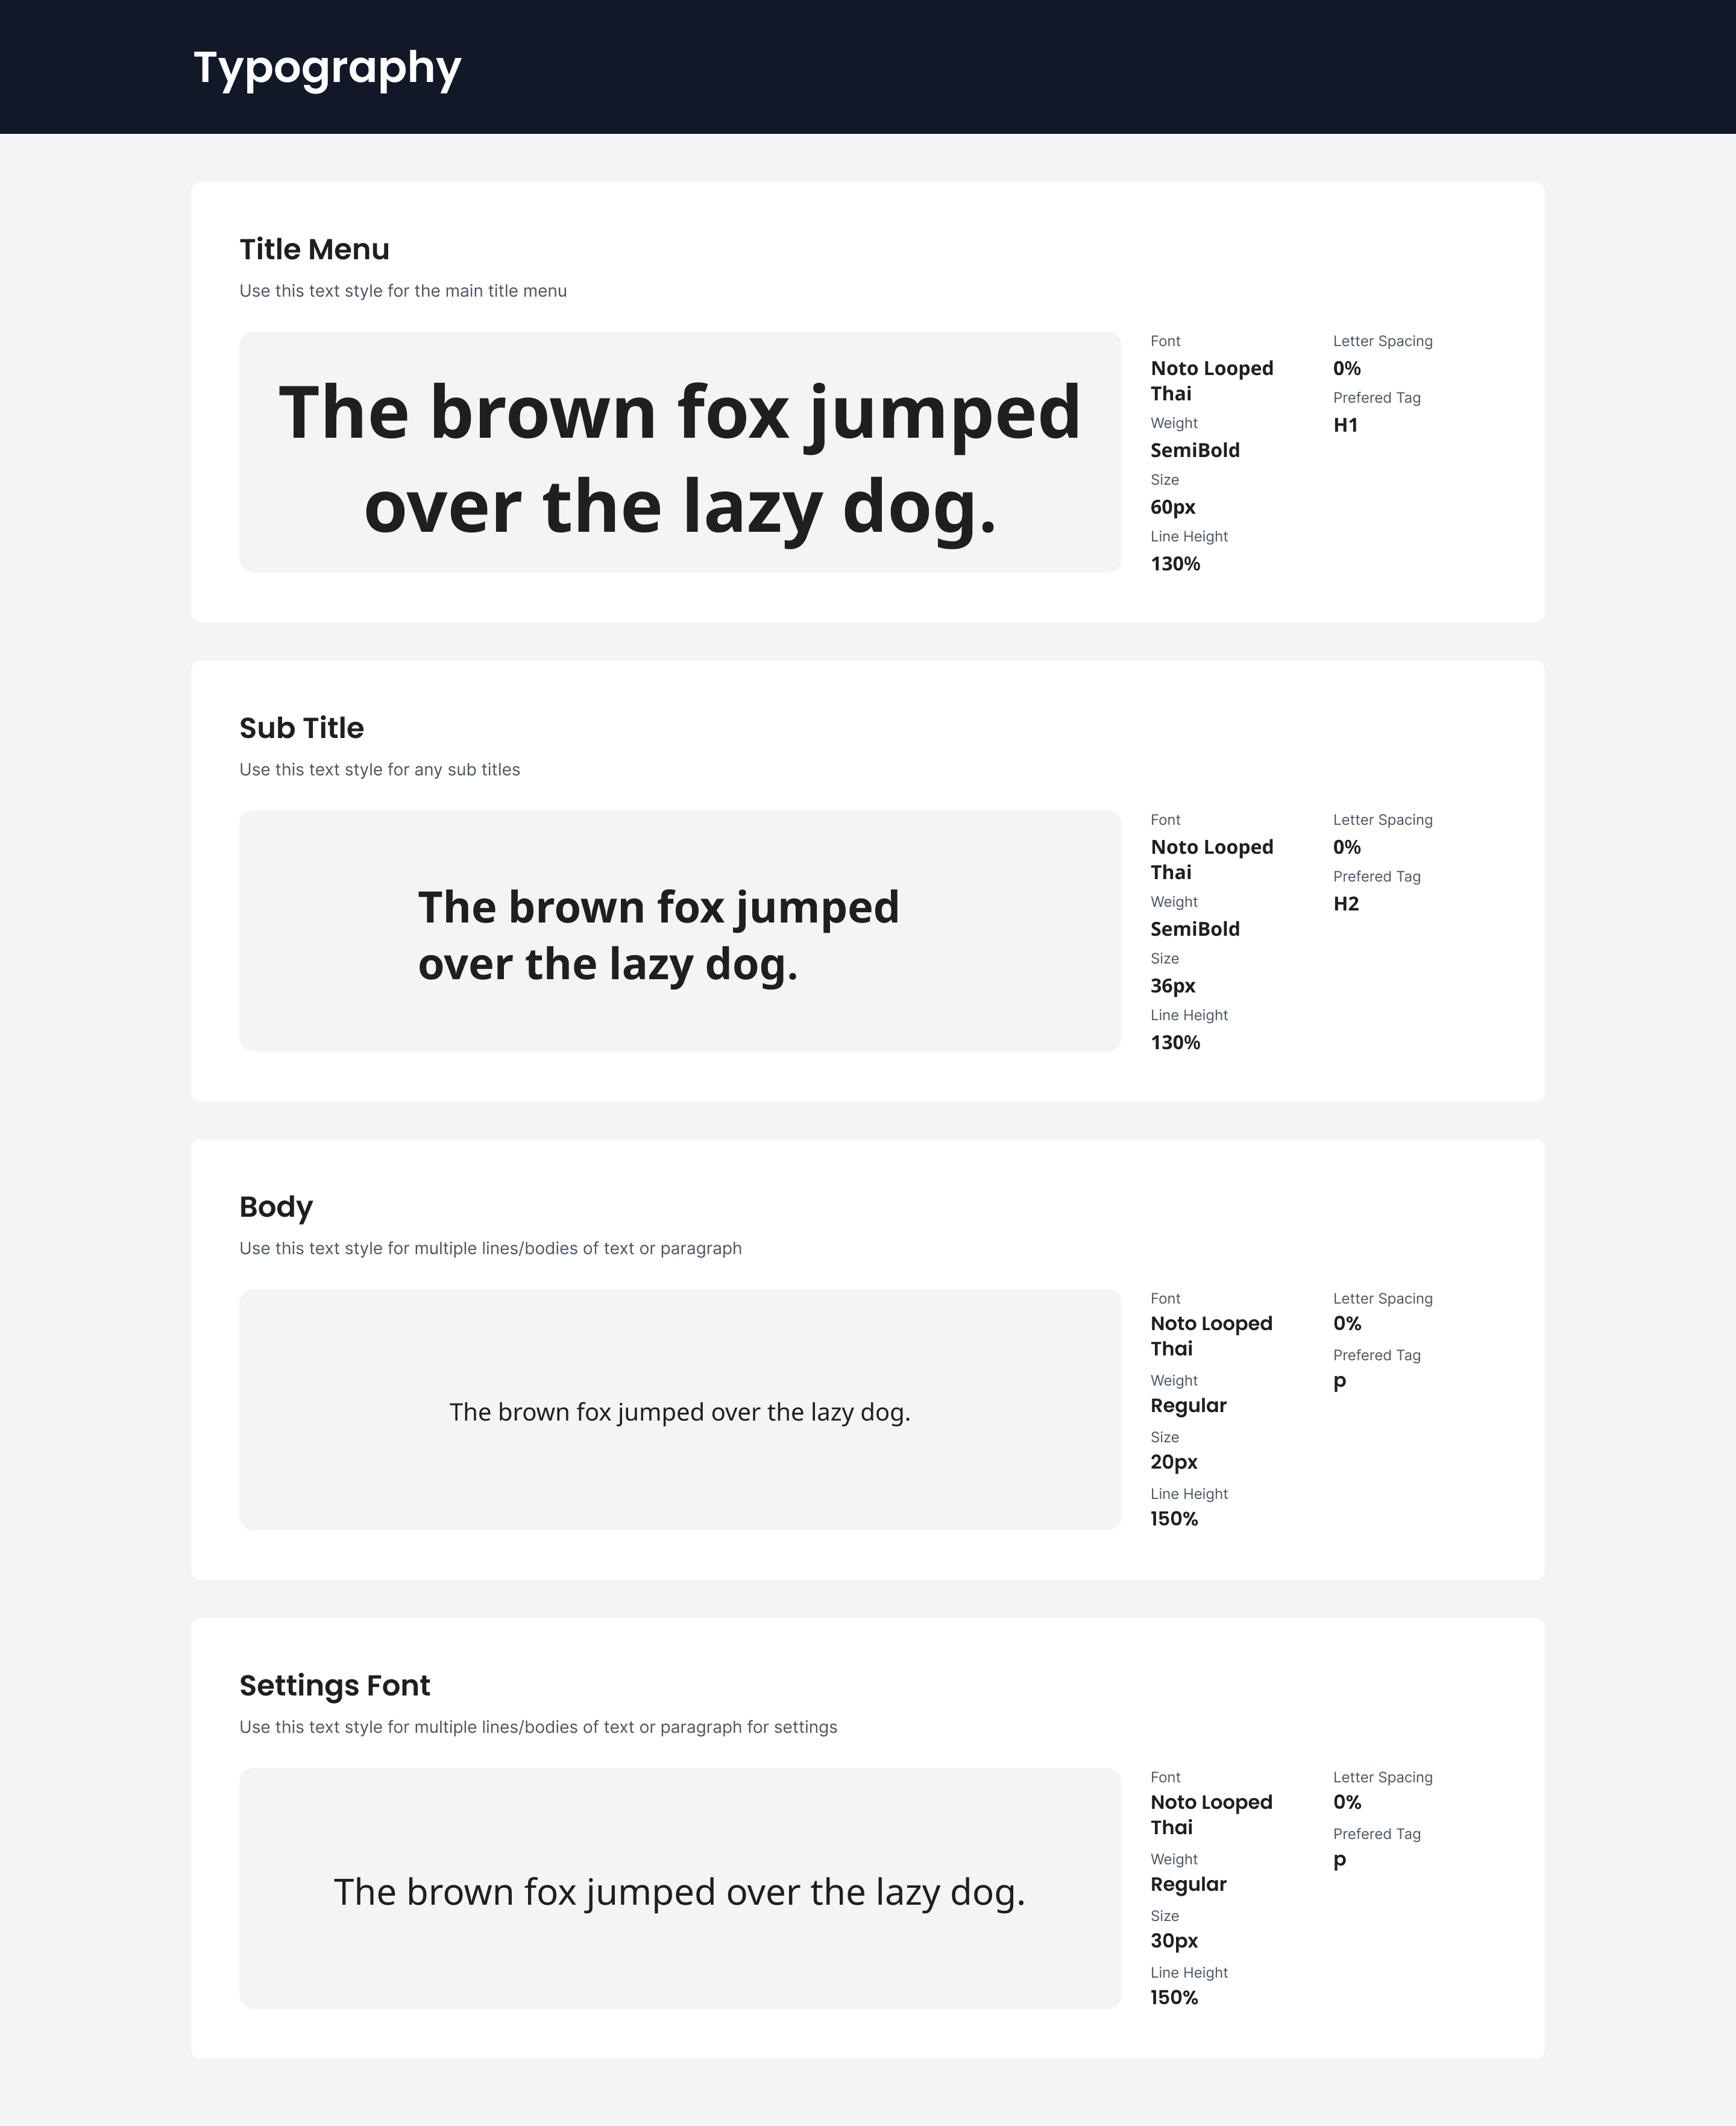 Typography
Title Menu
Use this text style for the main title menu
The brown fox jumped
over the lazy dog.
Font
Noto Looped
Thai
Weight
SemiBold
Size
60px
Line Height
130%
Letter Spacing
0%
Prefered Tag
H1
Sub Title
Use this text style for any sub titles
The brown fox jumped
over the lazy dog.
Font
Noto Looped
Thai
Weight
SemiBold
Size
36px
Line Height
130%
Letter Spacing
0%
Prefered Tag
H2
Body
Use this text style for multiple lines/bodies of text or paragraph
The brown fox jumped over the lazy dog.
Font
Noto Looped
Thai
Weight
Regular
Size
20px
Line Height
150%
Letter Spacing
0%
Prefered Tag
p
Settings Font
Use this text style for multiple lines/bodies of text or paragraph for settings
The brown fox jumped over the lazy dog.
Font
Noto Looped
Thai
Weight
Regular
Size
30px
Line Height
150%
Letter Spacing
0%
Prefered Tag
p